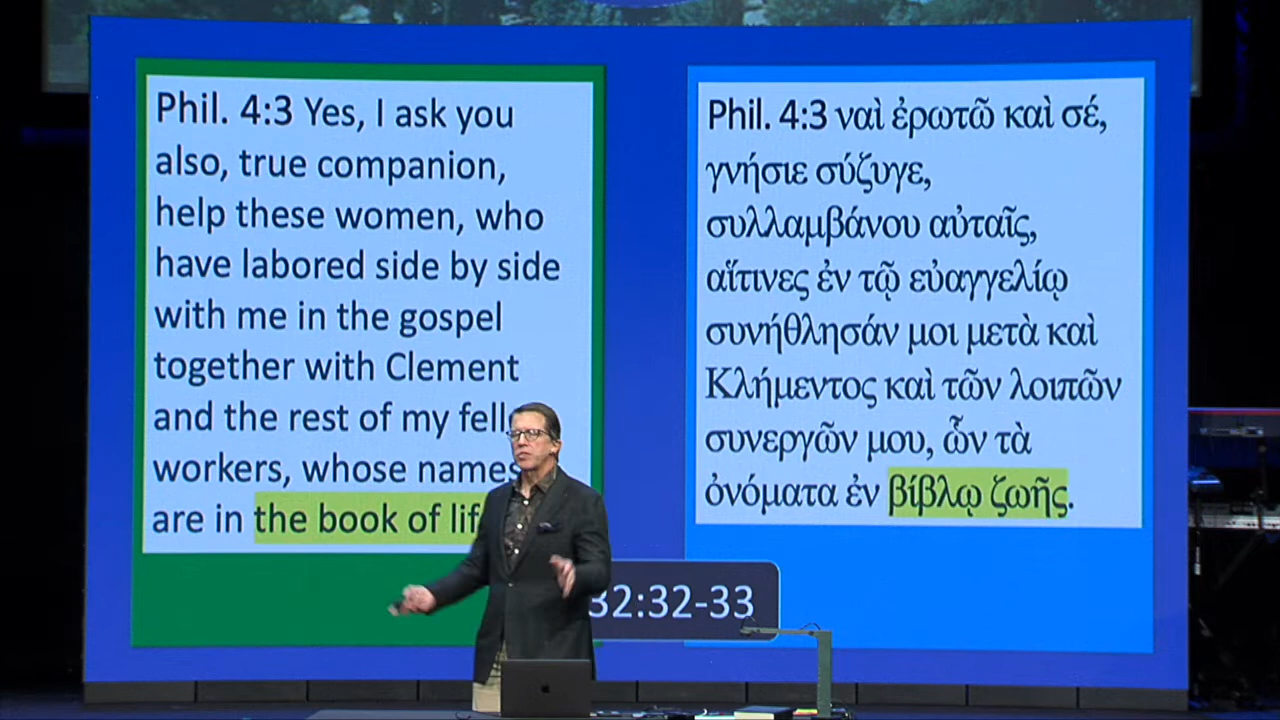 Phil. 4:3 Yes, I ask you
also, true companion,
help these women, who
have labored side by side
with me in the gospel
together with Clement
and the rest of my
workers, whose names
are in the book of
Phil. 4:3 ναὶ ἐρωτῶ καὶ σέ,
γνήσιε σύζυγε,
συλλαμβάνου αὐταῖς,
αἵτινες ἐν τῷ εὐαγγελίῳ
συνήθλησάν μοι μετὰ καὶ
Κλήμεντος καὶ τῶν λοιπῶν
συνεργῶν μου, ὧν τὰ
ὀνόματα ἐν βίβλῳ ζωῆς.
32:32-33